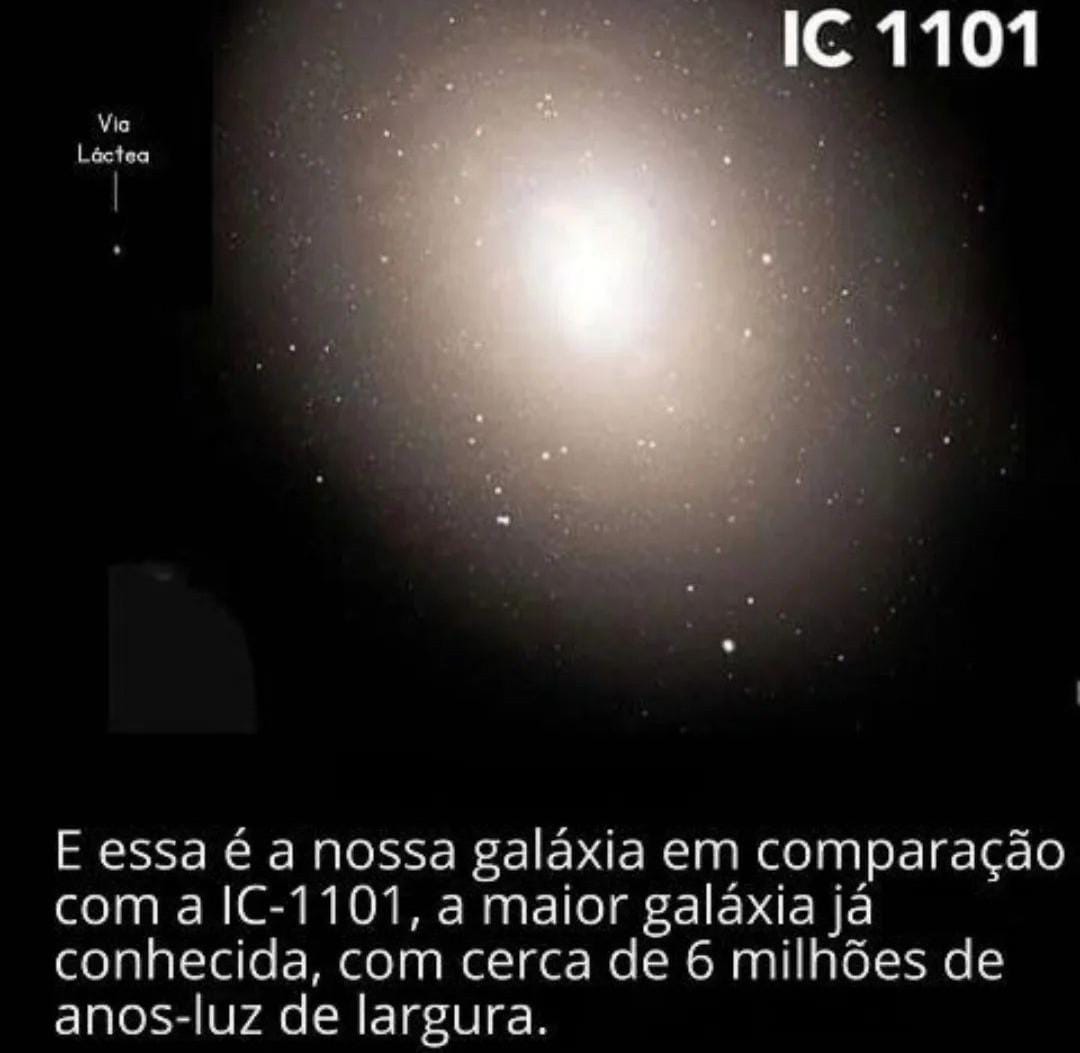 IC 1101
Via
Láctea
E essa é a nossa galáxia em comparação
com a IC-1101, a maior galáxia já
conhecida, com cerca de 6 milhões de
anos-luz de largura.